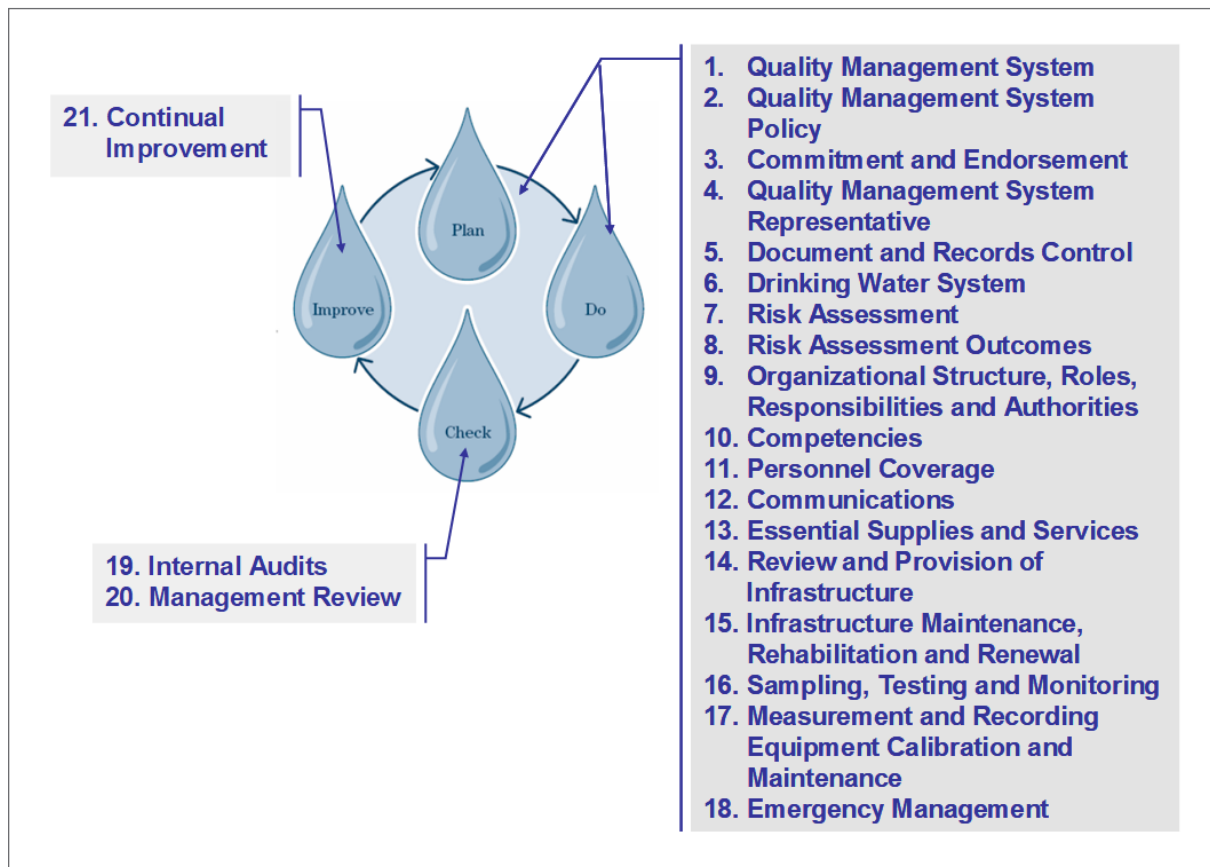 21. Continual
Improvement
Plan
Improve
Do
Check
19. Internal Audits
20. Management Review
1. Quality Management System
2. Quality Management System
Policy
3. Commitment and Endorsement
4. Quality Management System
Representative
5. Document and Records Control
6. Drinking Water System
7. Risk Assessment
8. Risk Assessment Outcomes
9. Organizational Structure, Roles,
Responsibilities and Authorities
10. Competencies
11. Personnel Coverage
12. Communications
13. Essential Supplies and Services
14. Review and Provision of
Infrastructure
15. Infrastructure Maintenance,
Rehabilitation and Renewal
16. Sampling, Testing and Monitoring
17. Measurement and Recording
Equipment Calibration and
Maintenance
18. Emergency Management